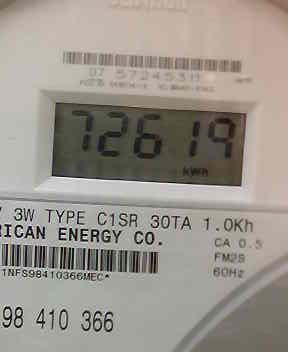 07 57245311
72619
kWh
3W TYPE C1SR 30TA 1.0Kh
RICAN ENERGY CO.
CA 0.5
FM2S
60Hz
1NFS98410366MEC*
98 410 366